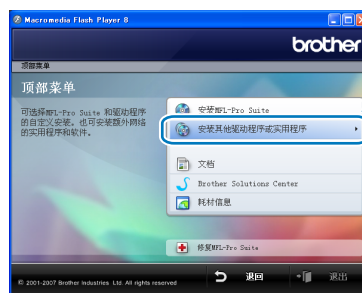 Macromedia Flash Player 8
brother
顶部菜单
顶部菜单
可选择MFL-Pro Suite 和驱动程序
的自定义安装。也可安装额外网络
的实用程序和软件。
安装MFL-Pro Suite
安装其他驱动程序或实用程序
文档
Brother Solutions Center
耗材信息
修复MFL-Pro Suite
© 2001-2007 Brother Industries Ltd. All rights reserved
退回
退出